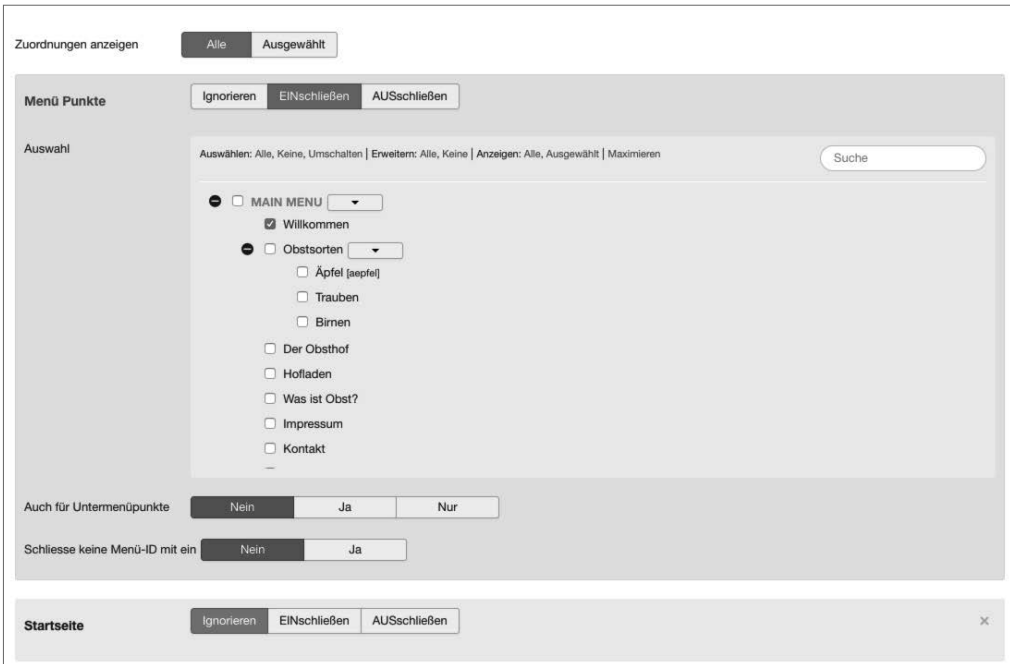 Zuordnungen anzeigen Alle Ausgewählt
Menü Punkte Ignorieren EINschließen AUSschließen
Auswahl Auswählen: Alle, Keine, Umschalten | Erweitern: Alle, Keine | Anzeigen: Alle, Ausgewählt | Maximieren Suche
MAIN MENU
Willkommen
Obstsorten
Äpfel [aepfel]
Trauben
Birnen
Der Obsthof
Hofladen
Was ist Obst?
Impressum
Kontakt
Auch für Untermenüpunkte Nein Ja Nur
Schliesse keine Menü-ID mit ein Nein Ja
Startseite Ignorieren EINschließen AUSschließen ×